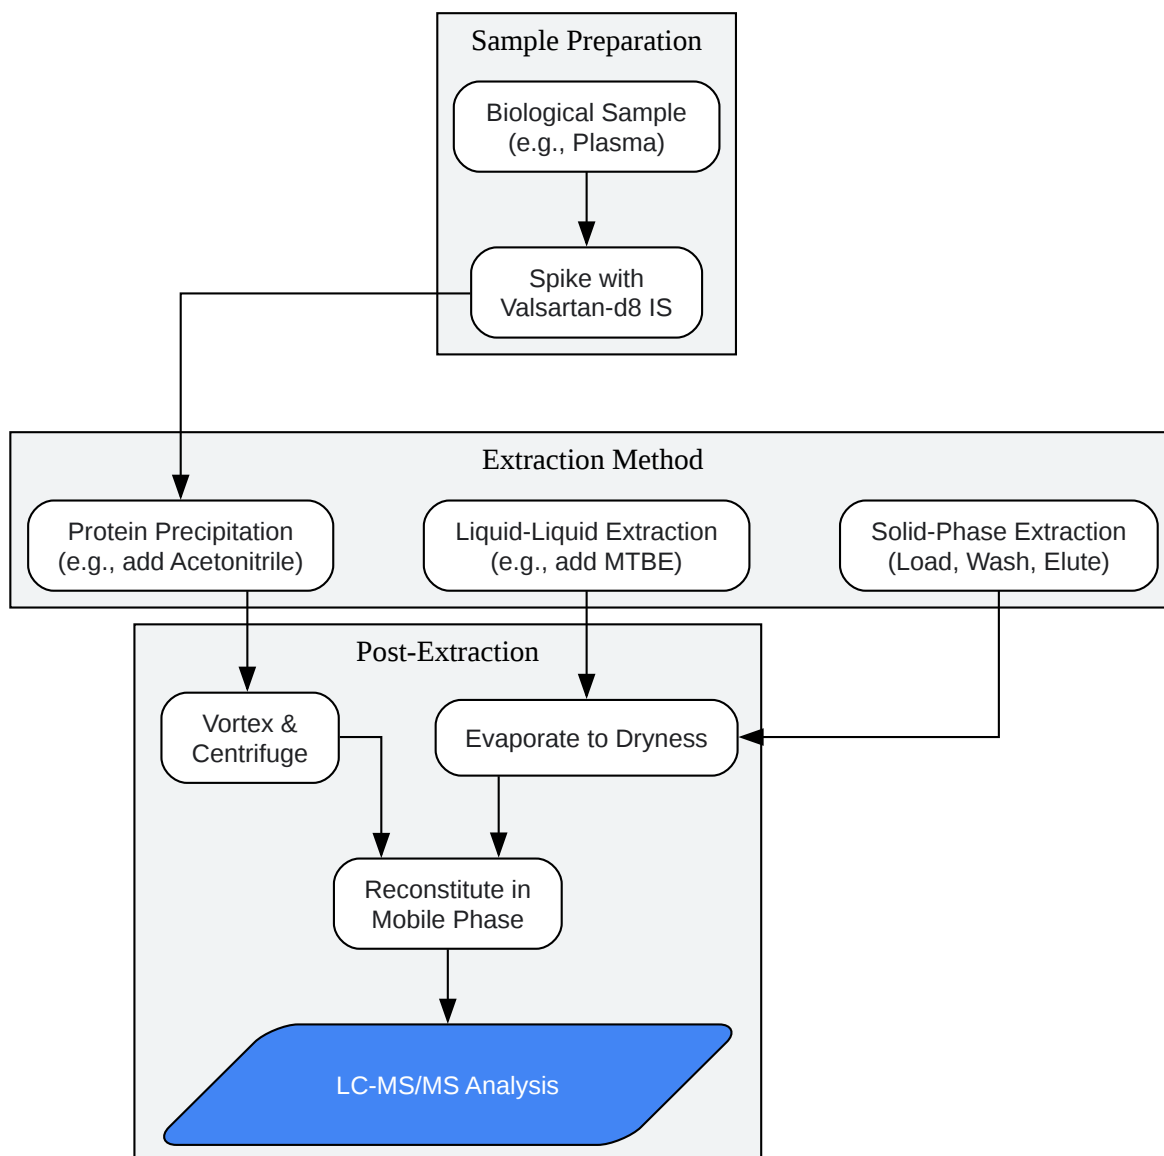 Sample Preparation
Biological Sample
(e.g., Plasma)
Spike with
Valsartan-d8 IS
Extraction Method
Protein Precipitation
(e.g., add Acetonitrile)
Liquid-Liquid Extraction
(e.g., add MTBE)
Solid-Phase Extraction
(Load, Wash, Elute)
Post-Extraction
Vortex &
Centrifuge
Evaporate to Dryness
Reconstitute in
Mobile Phase
LC-MS/MS Analysis